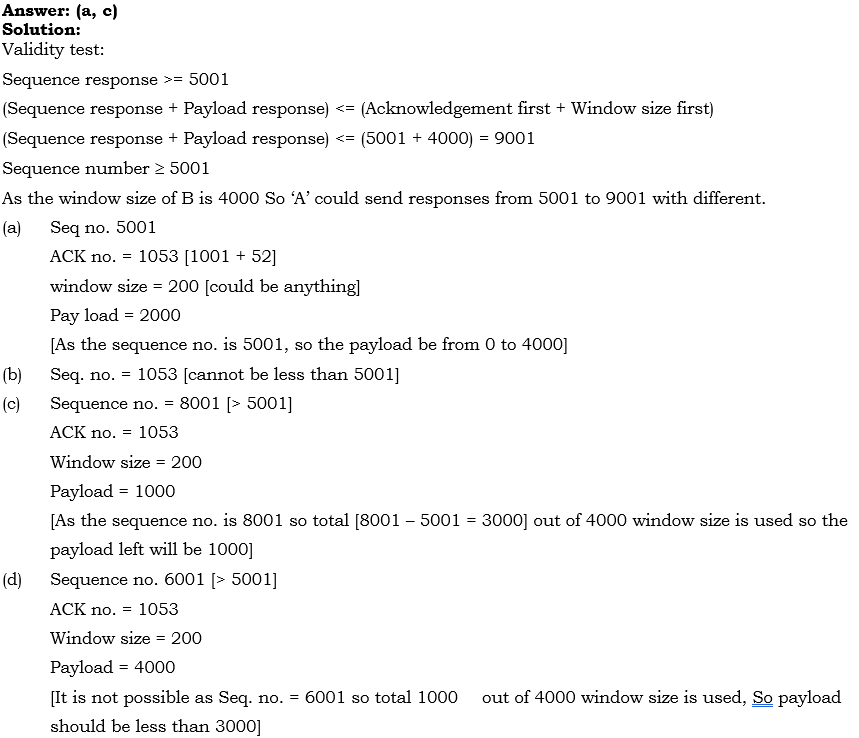 Answer: (a, c)
Solution:
Validity test:
Sequence response >= 5001
(Sequence response + Payload response) <= (Acknowledgement first + Window size first)
(Sequence response + Payload response) <= (5001 + 4000) = 9001
Sequence number ≥ 5001
As the window size of B is 4000 So ‘A’ could send responses from 5001 to 9001 with different.
(a) Seq no. 5001
ACK no. = 1053 [1001 + 52]
window size = 200 [could be anything]
Pay load = 2000
[As the sequence no. is 5001, so the payload be from 0 to 4000]
(b) Seq. no. = 1053 [cannot be less than 5001]
(c) Sequence no. = 8001 [> 5001]
ACK no. = 1053
Window size = 200
Payload = 1000
[As the sequence no. is 8001 so total [8001 – 5001 = 3000] out of 4000 window size is used so the
payload left will be 1000]
(d) Sequence no. 6001 [> 5001]
ACK no. = 1053
Window size = 200
Payload = 4000
[It is not possible as Seq. no. = 6001 so total 1000 out of 4000 window size is used, So payload
should be less than 3000]